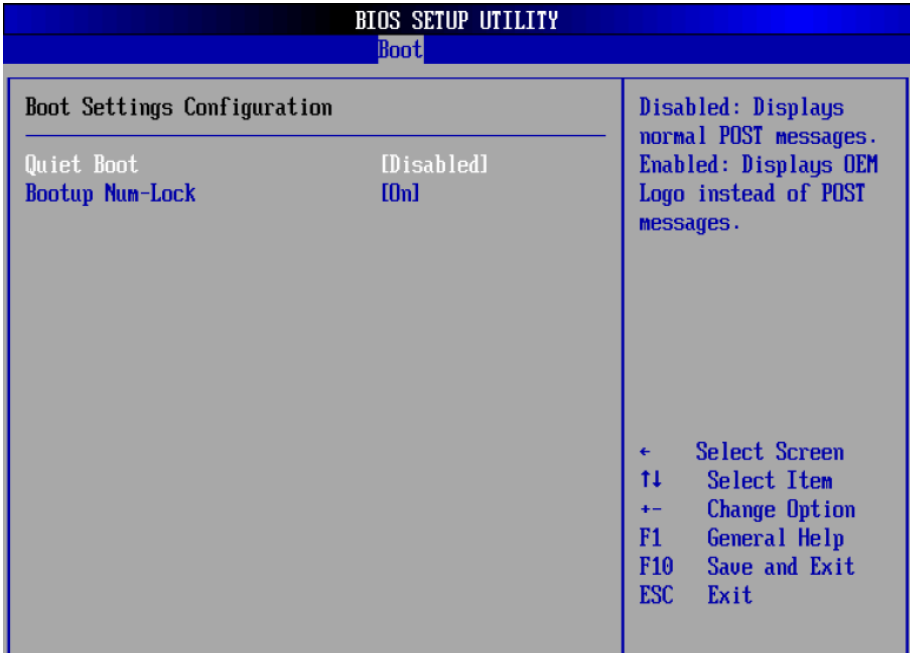 BIOS SETUP UTILITY
Boot
Boot Settings Configuration
Quiet Boot [Disabled]
Bootup Num-Lock [On]
Disabled: Displays
normal POST messages.
Enabled: Displays OEM
Logo instead of POST
messages.
← Select Screen
↑↓ Select Item
+- Change Option
F1 General Help
F10 Save and Exit
ESC Exit